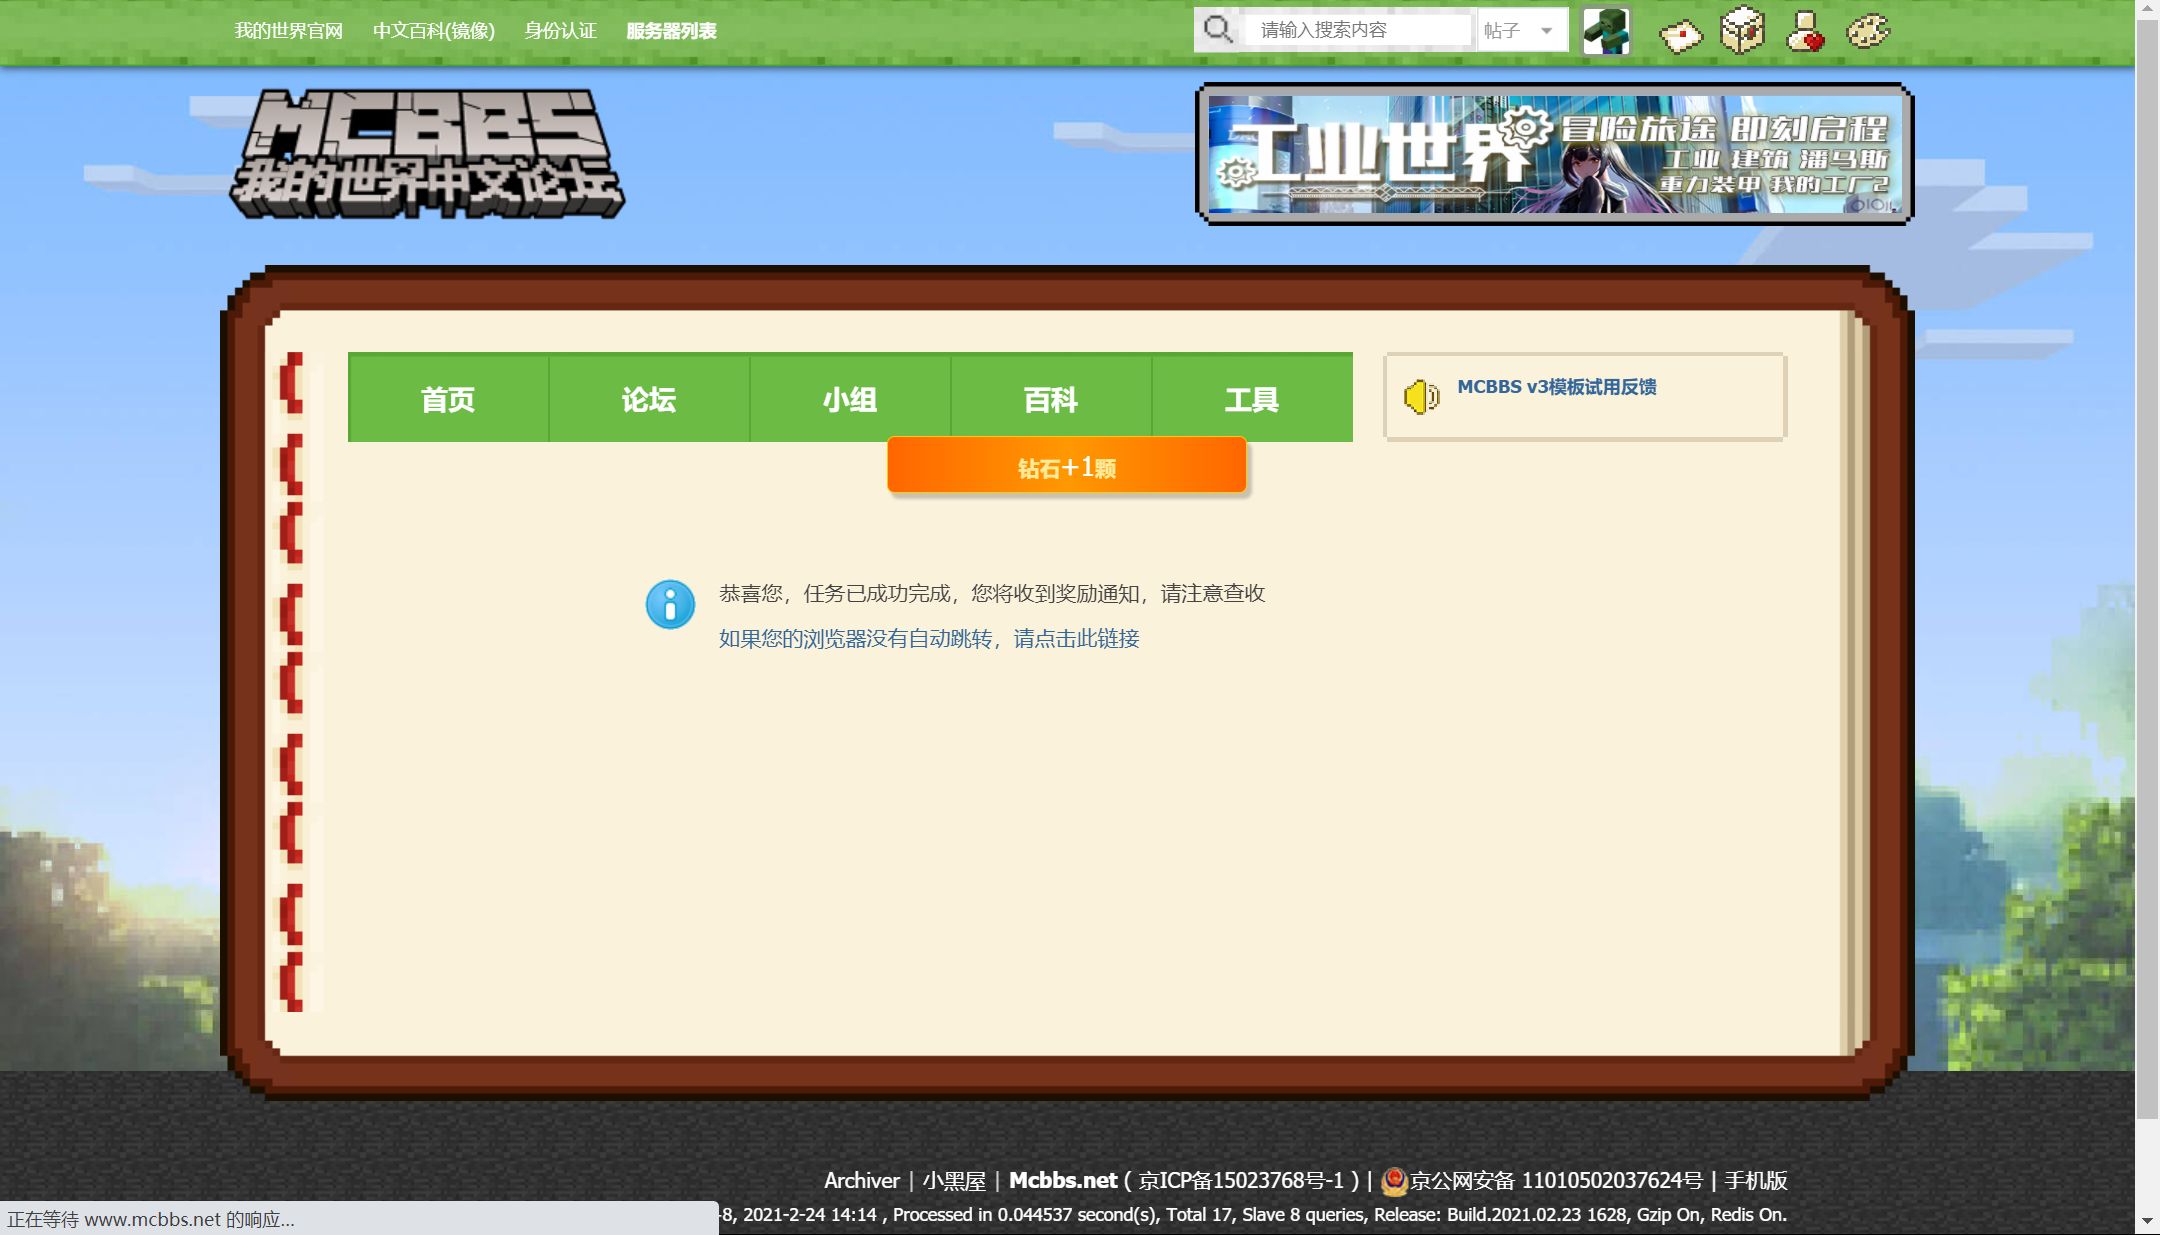 我的世界官网 中文百科(镜像) 身份认证 服务器列表
请输入搜索内容 帖子
MCBBS
我的世界中文论坛
工业世界
冒险旅途 即刻启程
工业 建筑 潘马斯
重力装甲 我的工厂2
首页 论坛 小组 百科 工具
MCBBS v3模板试用反馈
钻石+1颗
恭喜您，任务已成功完成，您将收到奖励通知，请注意查收
如果您的浏览器没有自动跳转，请点击此链接
Archiver | 小黑屋 | Mcbbs.net ( 京ICP备15023768号-1 ) | 京公网安备 11010502037624号 | 手机版
-8, 2021-2-24 14:14 , Processed in 0.044537 second(s), Total 17, Slave 8 queries, Release: Build.2021.02.23 1628, Gzip On, Redis On.
正在等待 www.mcbbs.net 的响应...